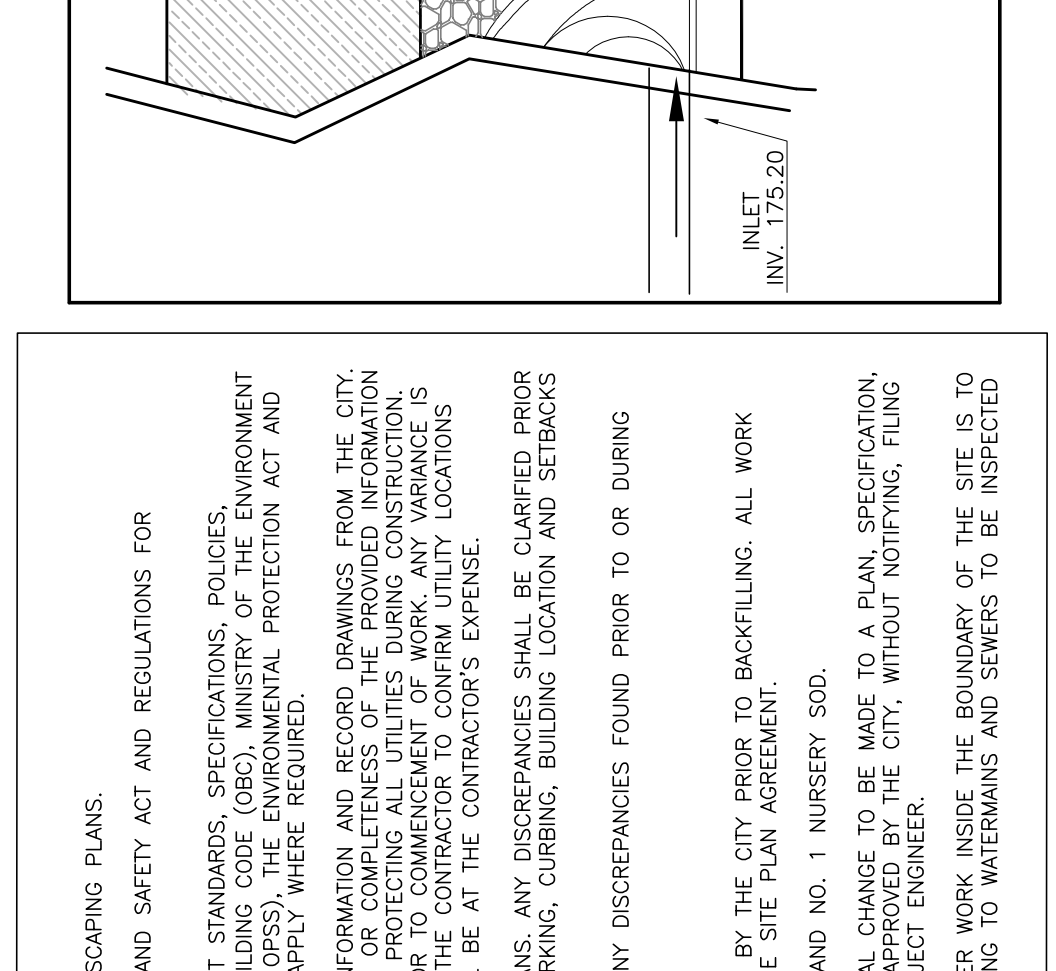 INLET
INV. 175.20
SCAPING PLANS.
AND SAFETY ACT AND REGULATIONS FOR
T STANDARDS, SPECIFICATIONS, POLICIES,
ILDING CODE (OBC), MINISTRY OF THE ENVIRONMENT
OPSS), THE ENVIRONMENTAL PROTECTION ACT AND
APPLY WHERE REQUIRED.
NFORMATION AND RECORD DRAWINGS FROM THE CITY.
OR COMPLETENESS OF THE PROVIDED INFORMATION
PROTECTING ALL UTILITIES DURING CONSTRUCTION.
OR TO COMMENCEMENT OF WORK. ANY VARIANCE IS
THE CONTRACTOR TO CONFIRM UTILITY LOCATIONS
BE AT THE CONTRACTOR'S EXPENSE.
ANS. ANY DISCREPANCIES SHALL BE CLARIFIED PRIOR
RKING, CURBING, BUILDING LOCATION AND SETBACKS
NY DISCREPANCIES FOUND PRIOR TO OR DURING
BY THE CITY PRIOR TO BACKFILLING. ALL WORK
E SITE PLAN AGREEMENT.
AND NO. 1 NURSERY SOD.
AL CHANGE TO BE MADE TO A PLAN, SPECIFICATION,
APPROVED BY THE CITY, WITHOUT NOTIFYING, FILING
JECT ENGINEER.
ER WORK INSIDE THE BOUNDARY OF THE SITE IS TO
NG TO WATERMAINS AND SEWERS TO BE INSPECTED